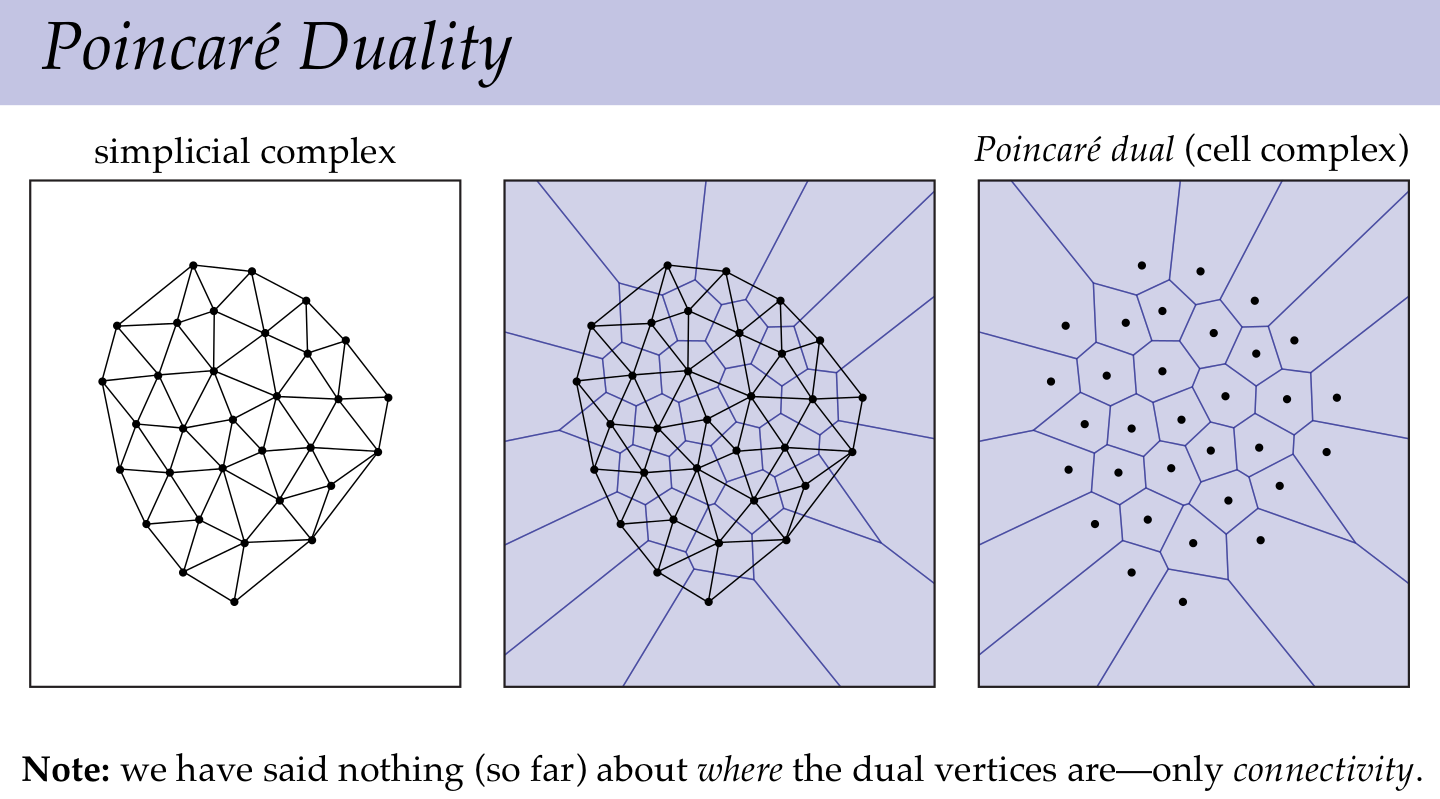 Poincaré Duality
simplicial complex
Poincaré dual (cell complex)
Note: we have said nothing (so far) about where the dual vertices are—only connectivity.